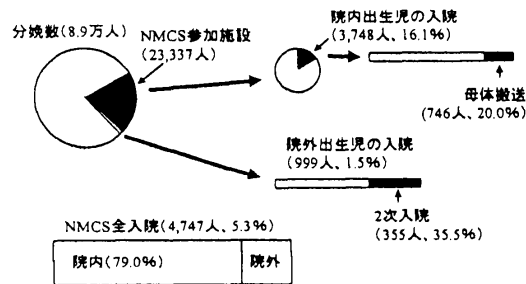 分娩数(8.9万人)
NMCS参加施設
(23,337人)
院内出生児の入院
(3,748人、16.1%)
母体搬送
(746人、20.0%)
院外出生児の入院
(999人、1.5%)
2次入院
(355人、35.5%)
NMCS全入院(4,747人、5.3%)
院内(79.0%)
院外